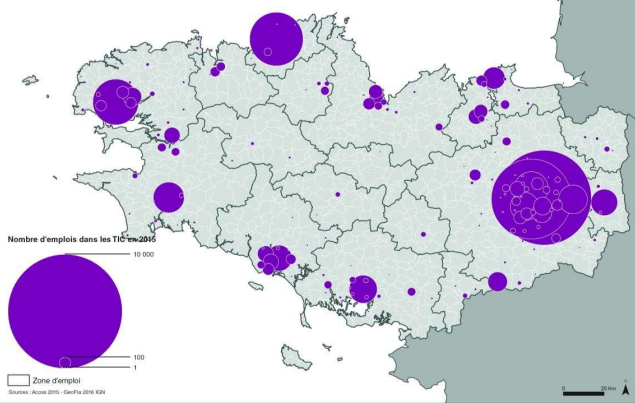 Nombre d'emplois dans les TIC en 2015
10 000
100
1
Zone d'emploi
Sources : Acoss 2015 - GeoFla 2016 IGN
0
20 Km